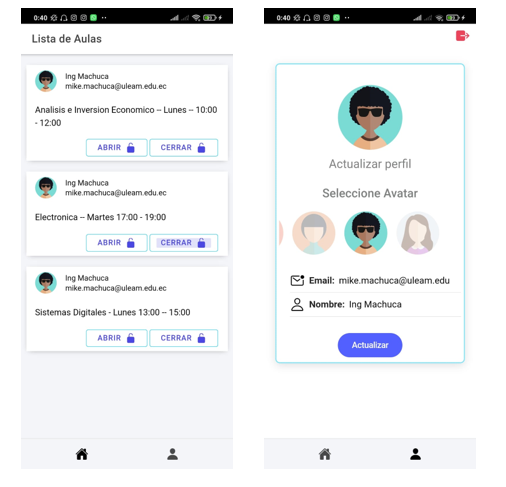 0:40
Lista de Aulas
Ing Machuca
mike.machuca@uleam.edu.ec
Analisis e Inversion Economico -- Lunes -- 10:00
- 12:00
ABRIR CERRAR
Ing Machuca
mike.machuca@uleam.edu.ec
Electronica -- Martes 17:00 - 19:00
ABRIR CERRAR
Ing Machuca
mike.machuca@uleam.edu.ec
Sistemas Digitales - Lunes 13:00 -- 15:00
ABRIR CERRAR
0:40
Actualizar perfil
Seleccione Avatar
Email: mike.machuca@uleam.edu
Nombre: Ing Machuca
Actualizar